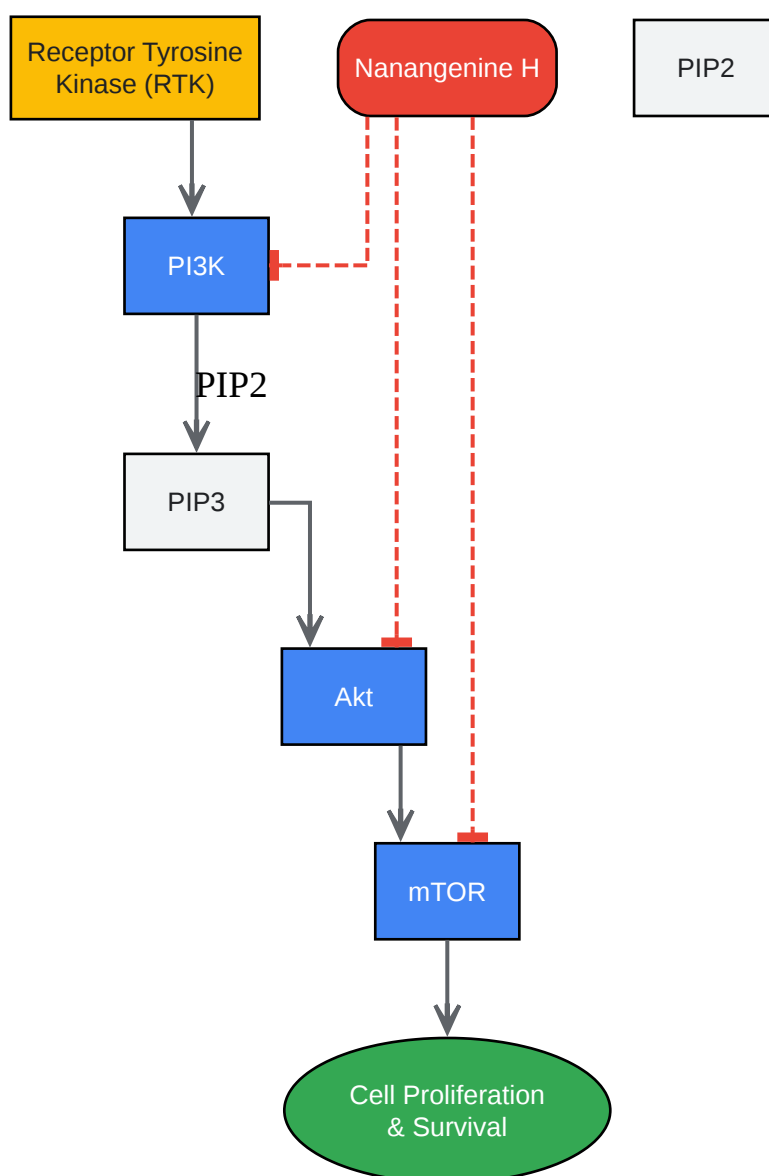 Receptor Tyrosine
Kinase (RTK)
Nanangenine H
PIP2
PI3K
PIP2
PIP3
Akt
mTOR
Cell Proliferation
& Survival